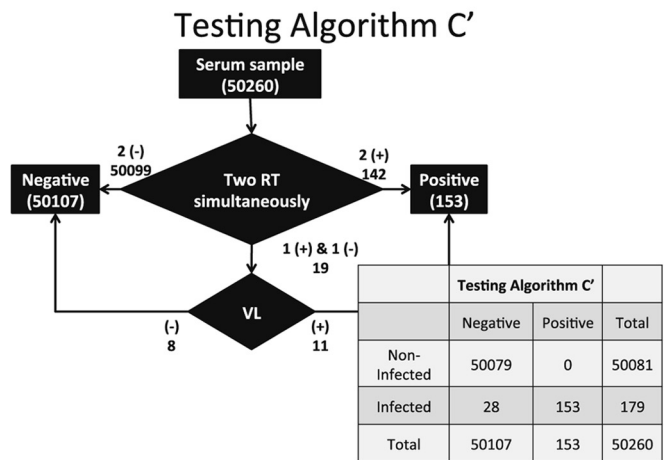 Testing Algorithm C’
Serum sample
(50260)
2 (-)
50099
2 (+)
142
Negative
(50107)
Two RT
simultaneously
Positive
(153)
1 (+) & 1 (-)
19
VL
(-)
8
(+)
11
Testing Algorithm C’
Negative Positive Total
Non-
Infected 50079 0 50081
Infected 28 153 179
Total 50107 153 50260